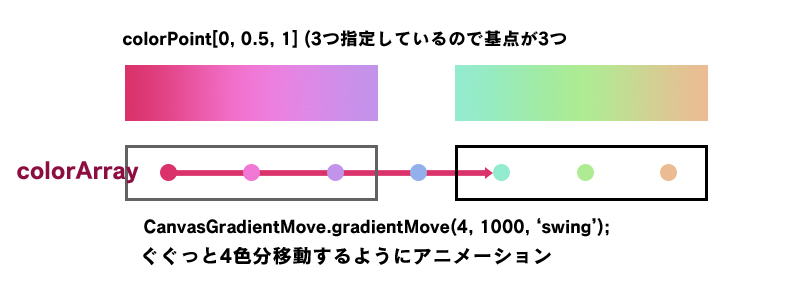 colorPoint[0, 0.5, 1] (3つ指定しているので基点が3つ
colorArray
CanvasGradientMove.gradientMove(4, 1000, ‘swing’);
ぐぐっと4色分移動するようにアニメーション